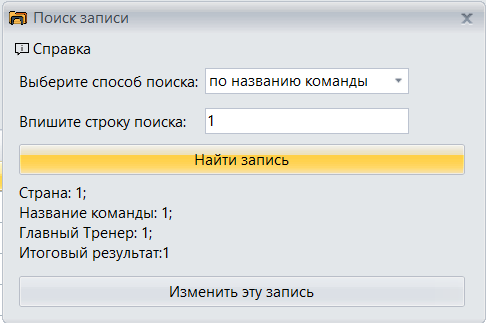 Поиск записи
Справка
Выберите способ поиска: по названию команды
Впишите строку поиска: 1
Найти запись
Страна: 1;
Название команды: 1;
Главный Тренер: 1;
Итоговый результат:1
Изменить эту запись